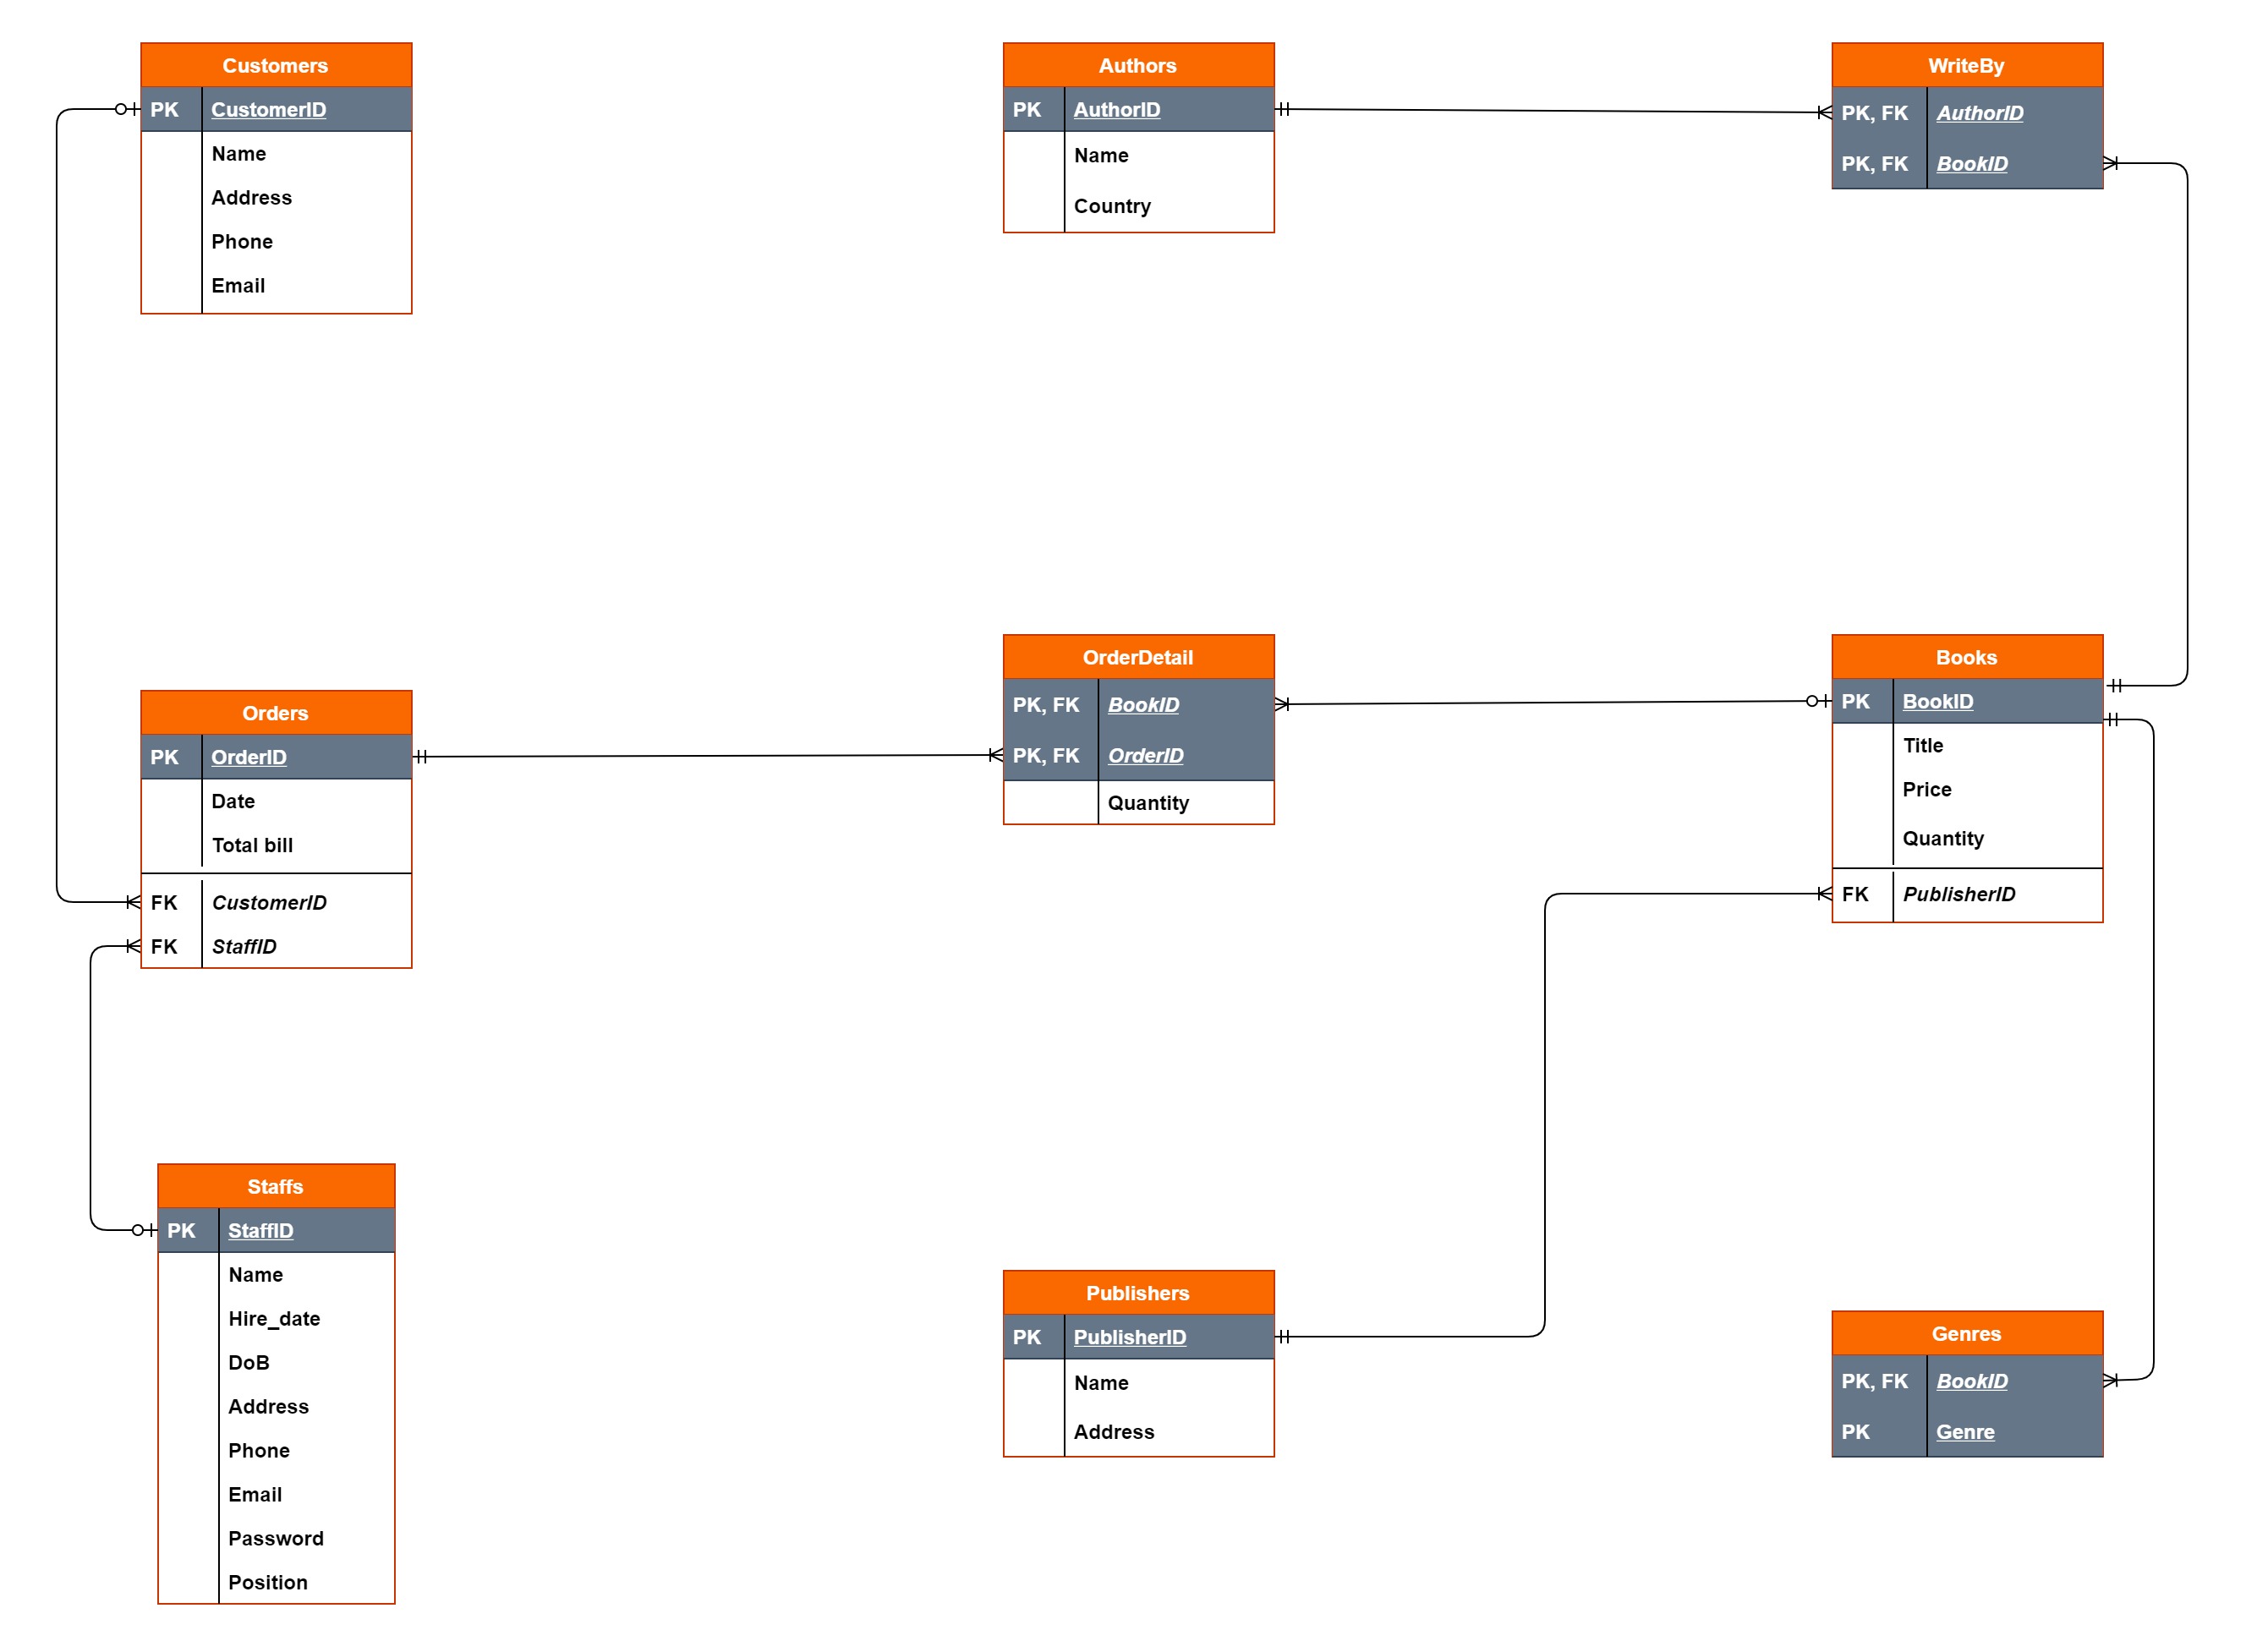 Customers
PK CustomerID
Name
Address
Phone
Email
Authors
PK AuthorID
Name
Country
WriteBy
PK, FK AuthorID
PK, FK BookID
Orders
PK OrderID
Date
Total bill
FK CustomerID
FK StaffID
OrderDetail
PK, FK BookID
PK, FK OrderID
Quantity
Books
PK BookID
Title
Price
Quantity
FK PublisherID
Staffs
PK StaffID
Name
Hire_date
DoB
Address
Phone
Email
Password
Position
Publishers
PK PublisherID
Name
Address
Genres
PK, FK BookID
PK Genre